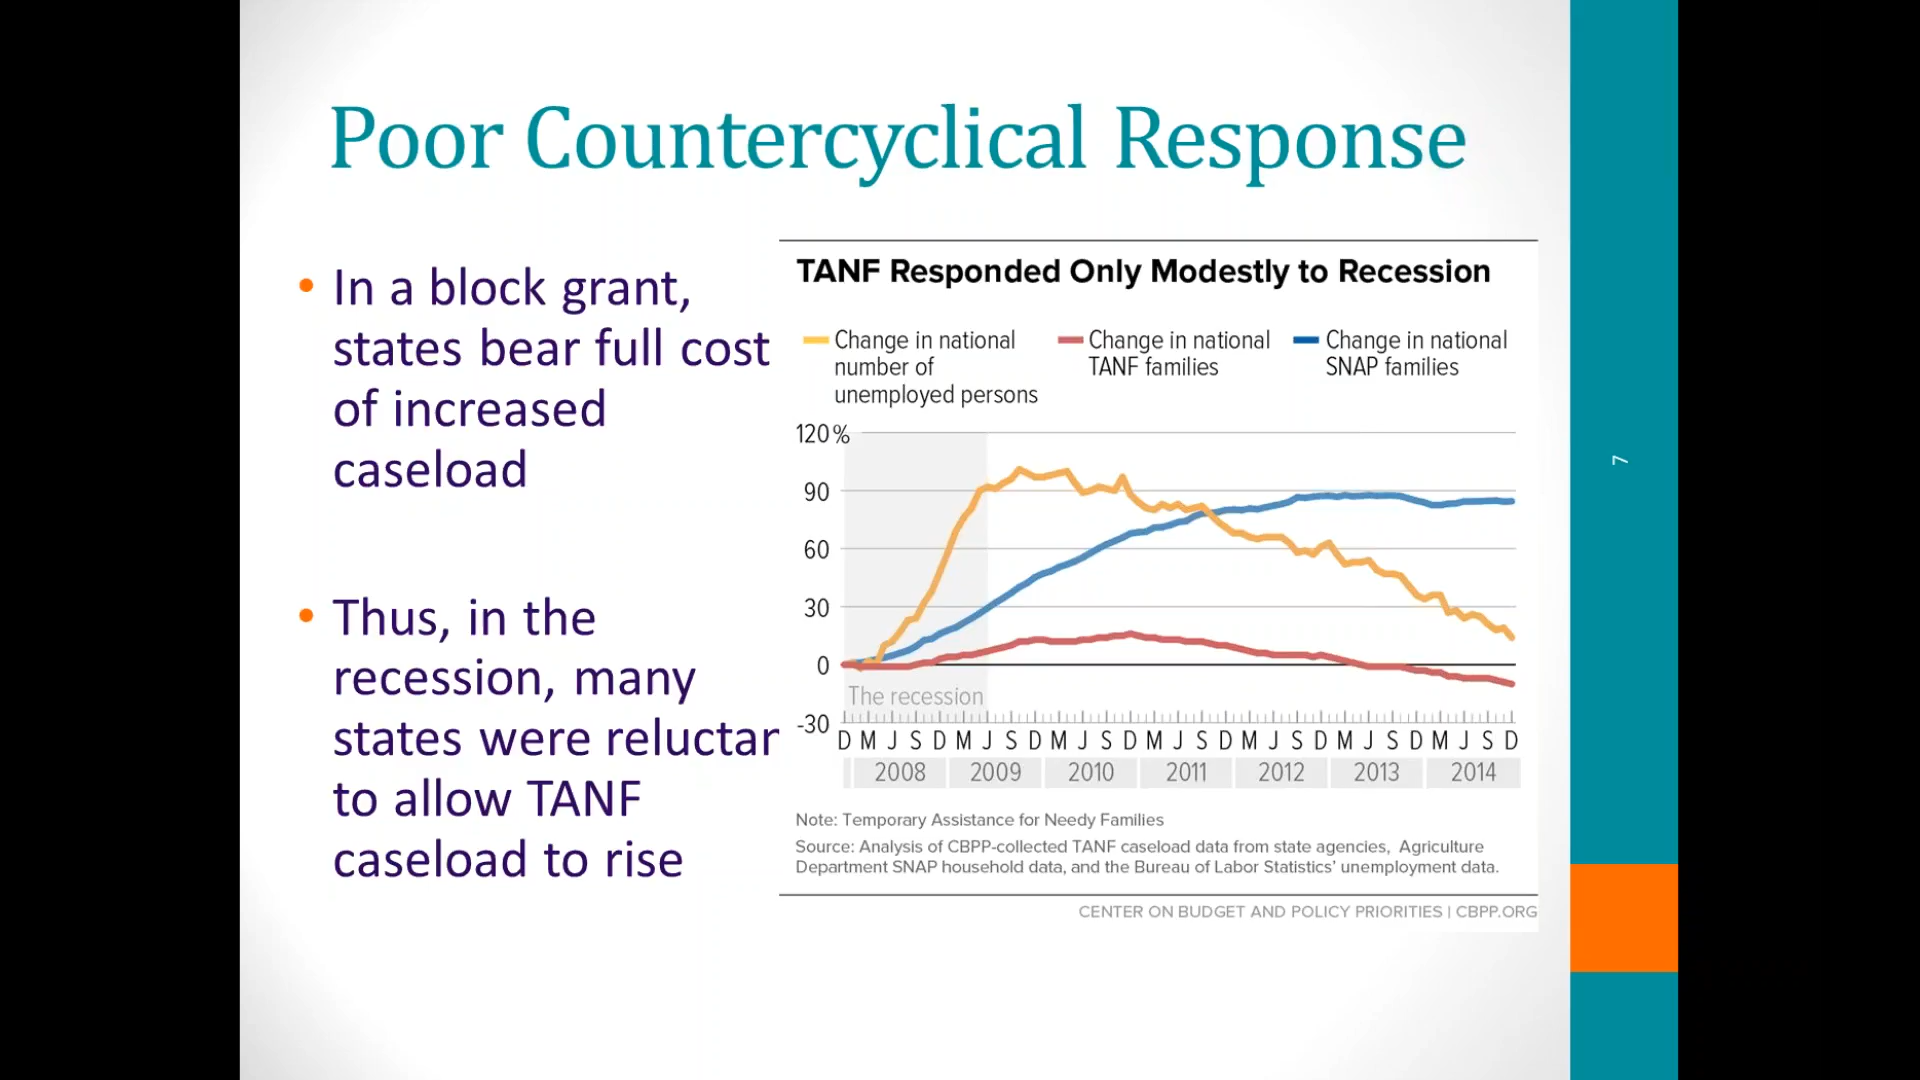 Poor Countercyclical Response
• In a block grant,
states bear full cost
of increased
caseload
• Thus, in the
recession, many
states were reluctan
to allow TANF
caseload to rise
TANF Responded Only Modestly to Recession
Change in national
number of
unemployed persons
Change in national
TANF families
Change in national
SNAP families
120%
90
60
30
0
-30
The recession
D M J S D M J S D M J S D M J S D M J S D M J S D M J S D
2008 2009 2010 2011 2012 2013 2014
Note: Temporary Assistance for Needy Families
Source: Analysis of CBPP-collected TANF caseload data from state agencies, Agriculture
Department SNAP household data, and the Bureau of Labor Statistics’ unemployment data.
CENTER ON BUDGET AND POLICY PRIORITIES | CBPP.ORG
7